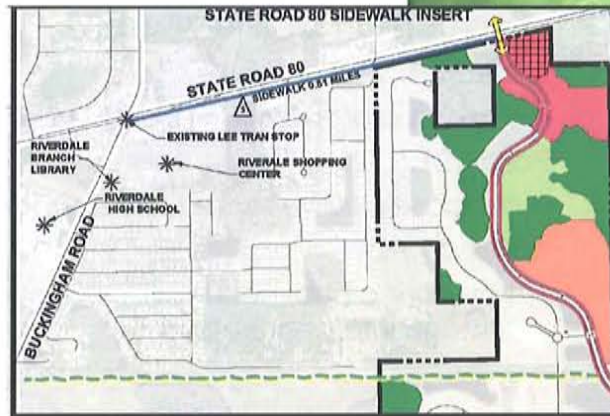 STATE ROAD 80 SIDEWALK INSERT
STATE ROAD 80
SIDEWALK 0.51 MILES
5
EXISTING LEE TRAN STOP
RIVERDALE
BRANCH
LIBRARY
RIVERALE SHOPPING
CENTER
RIVERDALE
HIGH SCHOOL
BUCKINGHAM ROAD